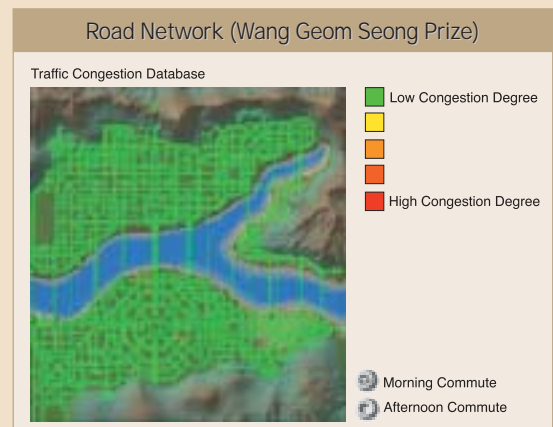 Road Network (Wang Geom Seong Prize)
Traffic Congestion Database
Low Congestion Degree
High Congestion Degree
Morning Commute
Afternoon Commute